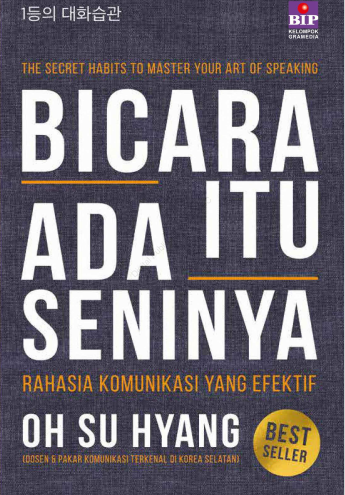 1등의 대화습관
BIP
KELOMPOK
GRAMEDIA
THE SECRET HABITS TO MASTER YOUR ART OF SPEAKING
BICARA
ITU
ADA
SENINYA
RAHASIA KOMUNIKASI YANG EFEKTIF
OH SU HYANG
(DOSEN & PAKAR KOMUNIKASI TERKENAL DI KOREA SELATAN)
BEST
SELLER